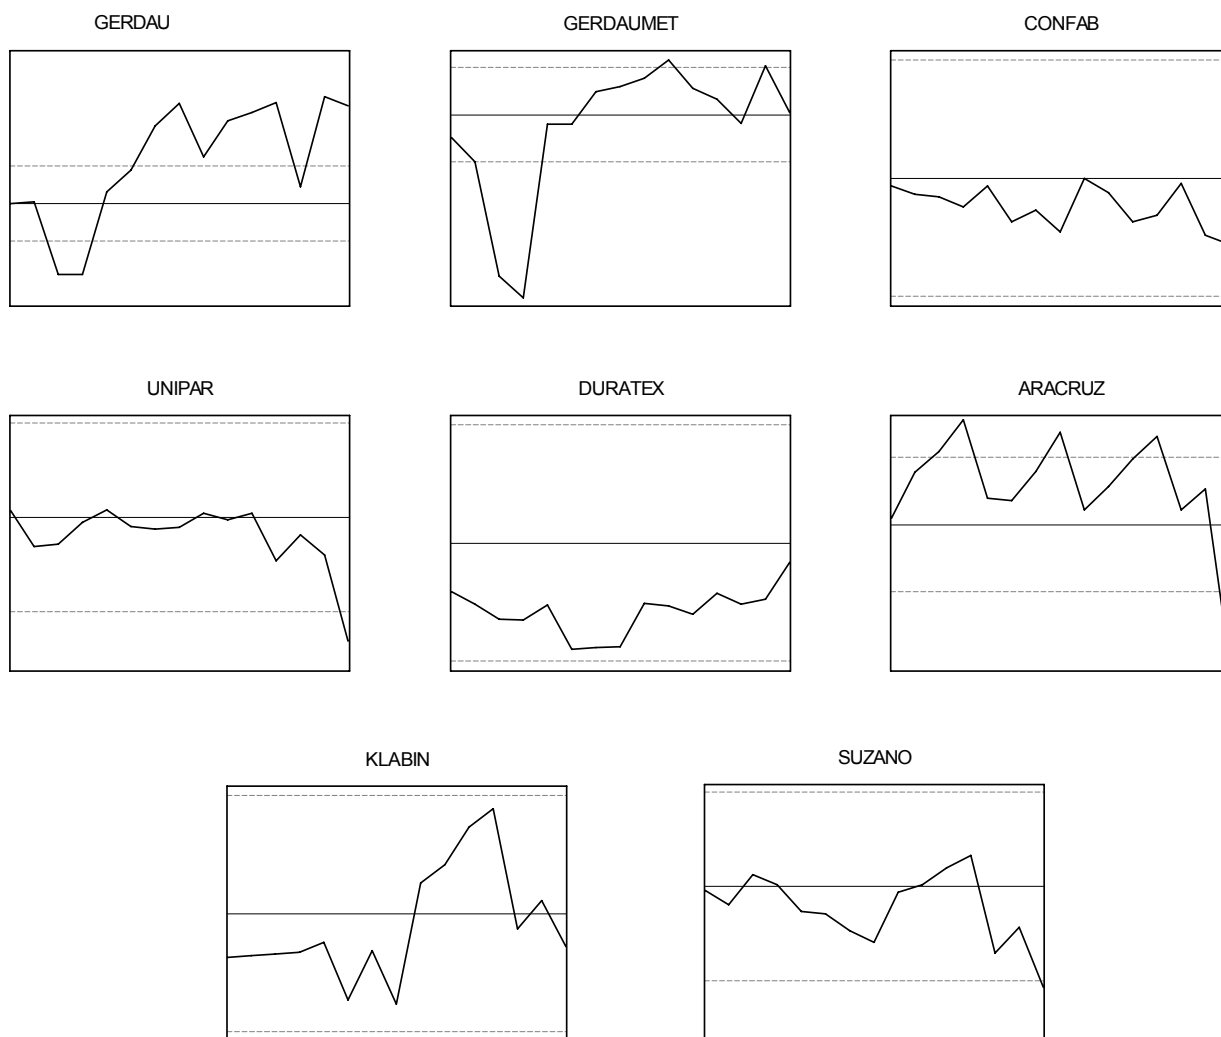 GERDAU
GERDAUMET
CONFAB
UNIPAR
DURATEX
ARACRUZ
KLABIN
SUZANO